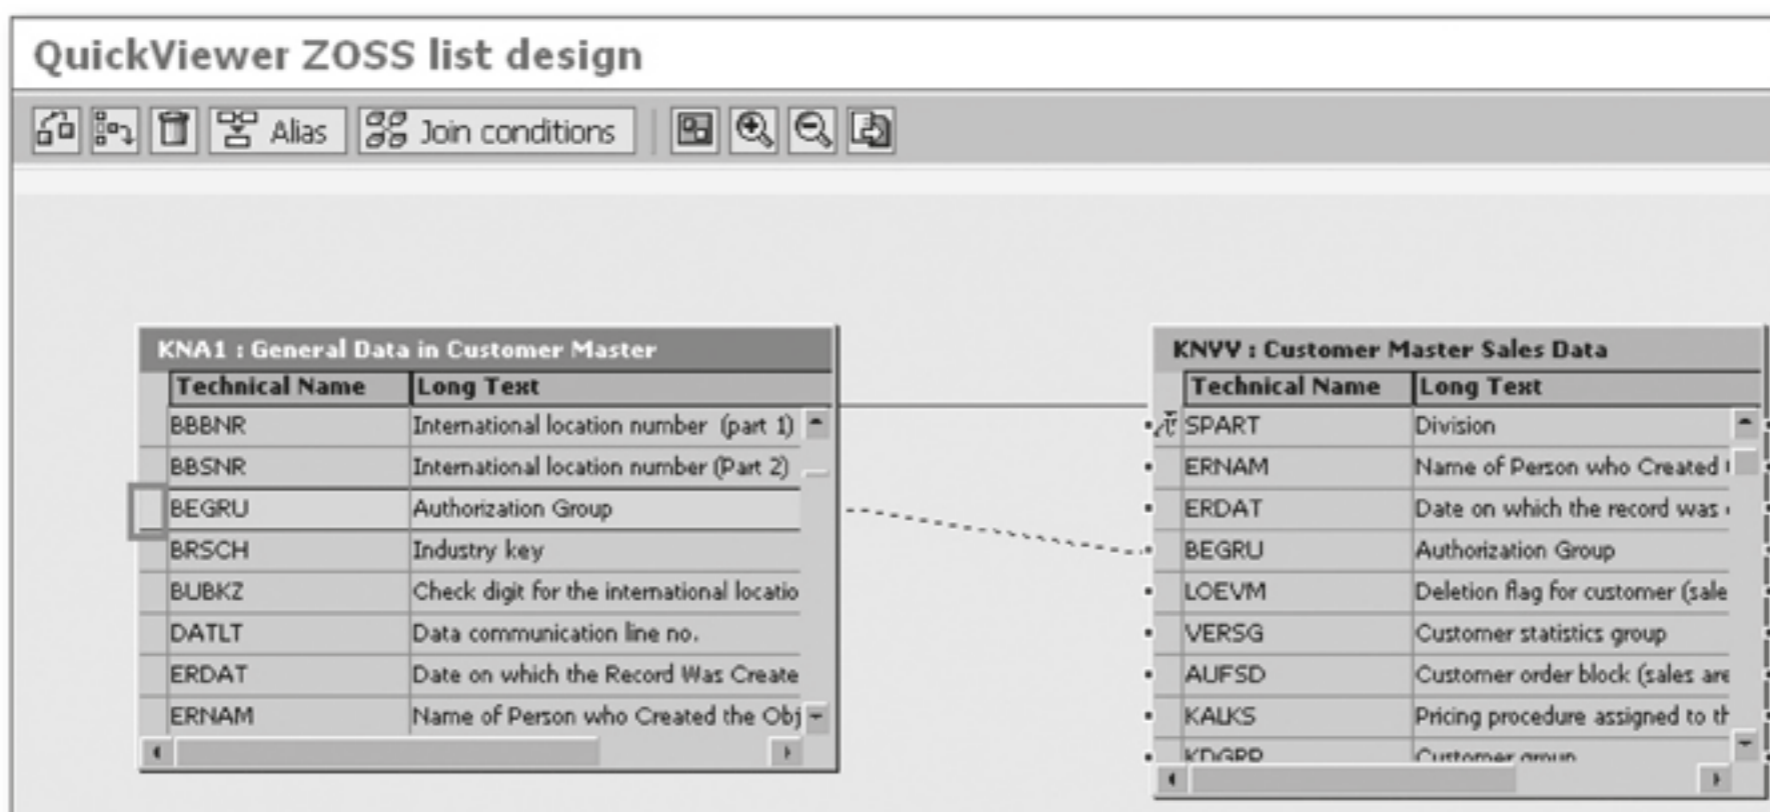 QuickViewer ZOSS list design
Alias Join conditions
KNA1 : General Data in Customer Master
Technical Name Long Text
BBBNR International location number (part 1)
BBSNR International location number (Part 2)
BEGRU Authorization Group
BRSCH Industry key
BUBKZ Check digit for the international locatio
DATLT Data communication line no.
ERDAT Date on which the Record Was Create
ERNAM Name of Person who Created the Obj
KNVV : Customer Master Sales Data
Technical Name Long Text
SPART Division
ERNAM Name of Person who Created
ERDAT Date on which the record was
BEGRU Authorization Group
LOEVM Deletion flag for customer (sale
VERSG Customer statistics group
AUFSD Customer order block (sales are
KALKS Pricing procedure assigned to th
KDGRP Customer group